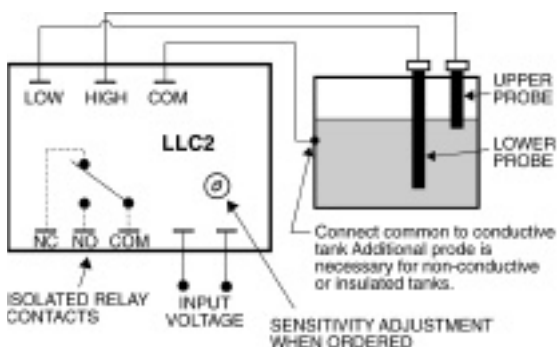 LOW HIGH COM
LLC2
NC NO COM
ISOLATED RELAY
CONTACTS
INPUT
VOLTAGE
SENSITIVITY ADJUSTMENT
WHEN ORDERED
UPPER
PROBE
LOWER
PROBE
Connect common to conductive
tank Additional prode is
necessary for non-conductive
or insulated tanks.